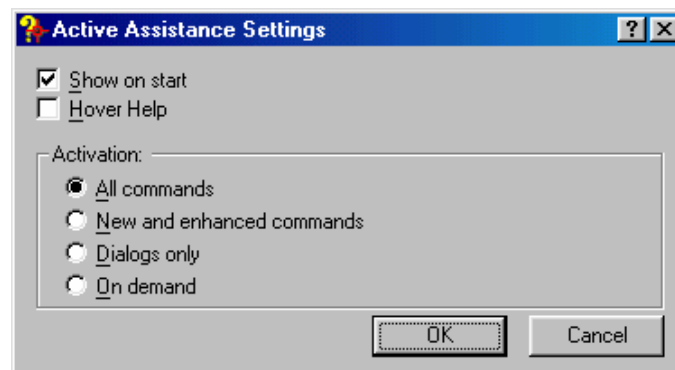 Active Assistance Settings
Show on start
Hover Help
Activation:
All commands
New and enhanced commands
Dialogs only
On demand
OK Cancel